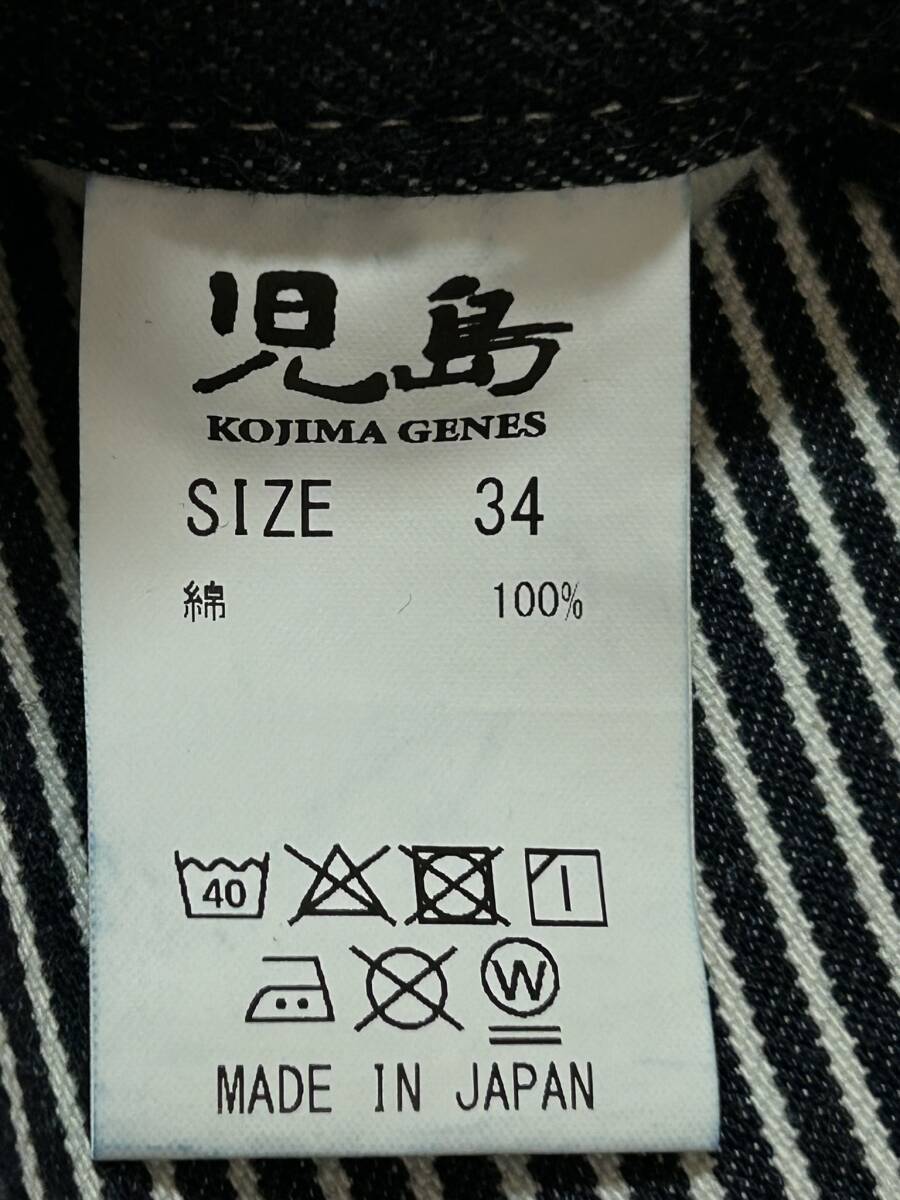 児島
KOJIMA GENES
SIZE 34
綿 100%
40
W
MADE IN JAPAN